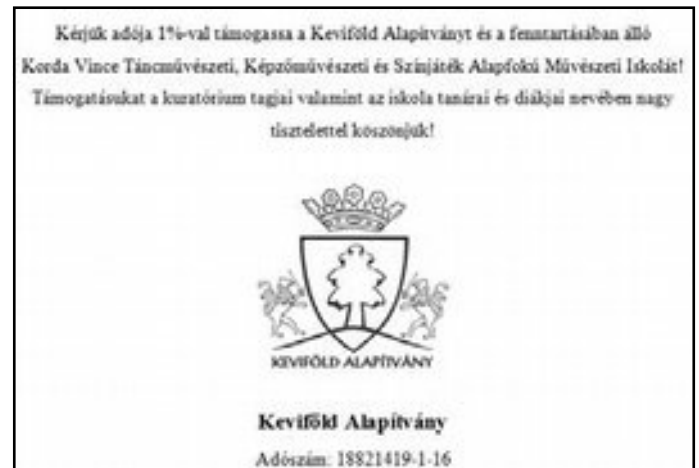 Kérjük adója 1%-val támogassa a Keviföld Alapítványt és a fenntartásában álló
Korda Vince Táncművészeti, Képzőművészeti és Színjáték Alapfokú Művészeti Iskolát!
Támogatásukat a kuratórium tagjai valamint az iskola tanárai és diákjai nevében nagy
tisztelettel köszönjük!
KEVIFÖLD ALAPÍTVÁNY
Keviföld Alapítvány
Adószám: 18821419-1-16